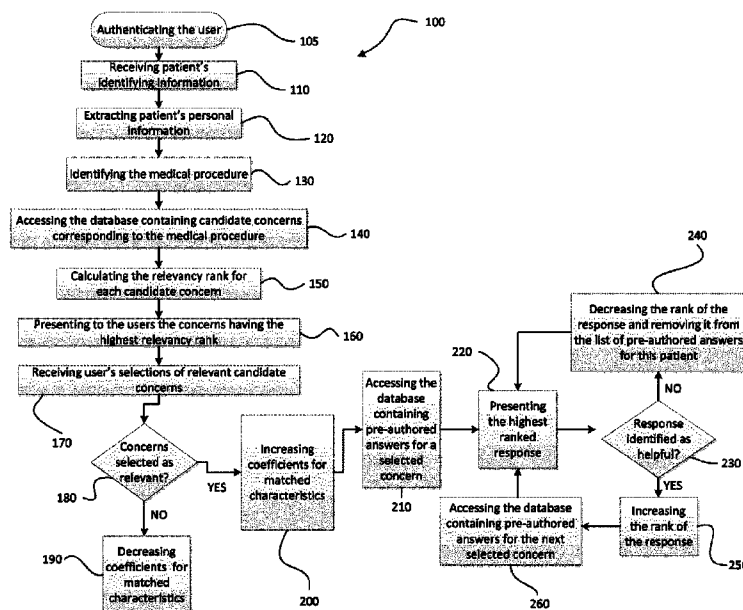 Authenticating the user
105
100
Receiving patient's
identifying information
110
Extracting patient's personal
information
120
Identifying the medical procedure
130
Accessing the database containing candidate concerns
corresponding to the medical procedure
140
Calculating the relevancy rank for
each candidate concern
150
Presenting to the users the concerns having the
highest relevancy rank
160
Receiving user's selections of relevant candidate
concerns
170
Concerns
selected as
relevant?
180
YES
NO
190
Decreasing
coefficients for
matched
characteristics
Increasing
coefficients for
matched
characteristics
200
Accessing the
database
containing
pre-authored
answers for a
selected
concern
210
220
Presenting
the highest
ranked
response
240
Decreasing the rank of the
response and removing it from
the list of pre-authored answers
for this patient
NO
Response
identified as
helpful?
230
YES
Increasing
the rank of
the response
250
Accessing the database
containing pre-authored
answers for the next
selected concern
260